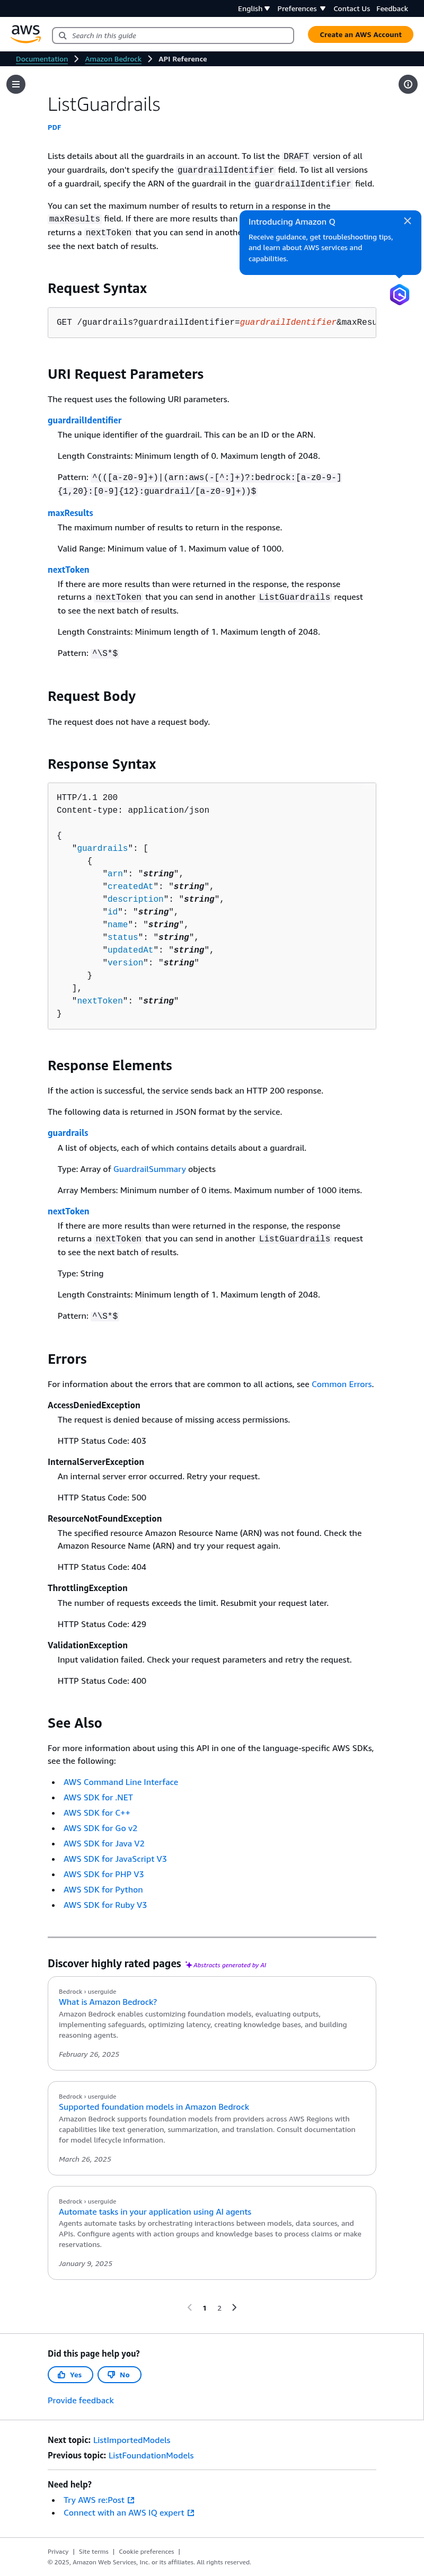 English Preferences Contact Us Feedback
aws
Search in this guide
Create an AWS Account
Documentation Amazon Bedrock API Reference
ListGuardrails
PDF
Lists details about all the guardrails in an account. To list the DRAFT version of all
your guardrails, don't specify the guardrailIdentifier field. To list all versions
of a guardrail, specify the ARN of the guardrail in the guardrailIdentifier field.
You can set the maximum number of results to return in a response in the
maxResults field. If there are more results than
returns a nextToken that you can send in anothe
see the next batch of results.
Introducing Amazon Q
Receive guidance, get troubleshooting tips,
and learn about AWS services and
capabilities.
Request Syntax
GET /guardrails?guardrailIdentifier=guardrailIdentifier&maxResu
URI Request Parameters
The request uses the following URI parameters.
guardrailIdentifier
The unique identifier of the guardrail. This can be an ID or the ARN.
Length Constraints: Minimum length of 0. Maximum length of 2048.
Pattern: ^(([a-z0-9]+)|(arn:aws(-[^:]+)?:bedrock:[a-z0-9-]
{1,20}:[0-9]{12}:guardrail/[a-z0-9]+))$
maxResults
The maximum number of results to return in the response.
Valid Range: Minimum value of 1. Maximum value of 1000.
nextToken
If there are more results than were returned in the response, the response
returns a nextToken that you can send in another ListGuardrails request
to see the next batch of results.
Length Constraints: Minimum length of 1. Maximum length of 2048.
Pattern: ^\S*$
Request Body
The request does not have a request body.
Response Syntax
HTTP/1.1 200
Content-type: application/json
{
"guardrails": [
{
"arn": "string",
"createdAt": "string",
"description": "string",
"id": "string",
"name": "string",
"status": "string",
"updatedAt": "string",
"version": "string"
}
],
"nextToken": "string"
}
Response Elements
If the action is successful, the service sends back an HTTP 200 response.
The following data is returned in JSON format by the service.
guardrails
A list of objects, each of which contains details about a guardrail.
Type: Array of GuardrailSummary objects
Array Members: Minimum number of 0 items. Maximum number of 1000 items.
nextToken
If there are more results than were returned in the response, the response
returns a nextToken that you can send in another ListGuardrails request
to see the next batch of results.
Type: String
Length Constraints: Minimum length of 1. Maximum length of 2048.
Pattern: ^\S*$
Errors
For information about the errors that are common to all actions, see Common Errors.
AccessDeniedException
The request is denied because of missing access permissions.
HTTP Status Code: 403
InternalServerException
An internal server error occurred. Retry your request.
HTTP Status Code: 500
ResourceNotFoundException
The specified resource Amazon Resource Name (ARN) was not found. Check the
Amazon Resource Name (ARN) and try your request again.
HTTP Status Code: 404
ThrottlingException
The number of requests exceeds the limit. Resubmit your request later.
HTTP Status Code: 429
ValidationException
Input validation failed. Check your request parameters and retry the request.
HTTP Status Code: 400
See Also
For more information about using this API in one of the language-specific AWS SDKs,
see the following:
AWS Command Line Interface
AWS SDK for .NET
AWS SDK for C++
AWS SDK for Go v2
AWS SDK for Java V2
AWS SDK for JavaScript V3
AWS SDK for PHP V3
AWS SDK for Python
AWS SDK for Ruby V3
Discover highly rated pages Abstracts generated by AI
Bedrock › userguide
What is Amazon Bedrock?
Amazon Bedrock enables customizing foundation models, evaluating outputs,
implementing safeguards, optimizing latency, creating knowledge bases, and building
reasoning agents.
February 26, 2025
Bedrock › userguide
Supported foundation models in Amazon Bedrock
Amazon Bedrock supports foundation models from providers across AWS Regions with
capabilities like text generation, summarization, and translation. Consult documentation
for model lifecycle information.
March 26, 2025
Bedrock › userguide
Automate tasks in your application using AI agents
Agents automate tasks by orchestrating interactions between models, data sources, and
APIs. Configure agents with action groups and knowledge bases to process claims or make
reservations.
January 9, 2025
1 2
Did this page help you?
Yes No
Provide feedback
Next topic: ListImportedModels
Previous topic: ListFoundationModels
Need help?
Try AWS re:Post
Connect with an AWS IQ expert
Privacy | Site terms | Cookie preferences |
© 2025, Amazon Web Services, Inc. or its affiliates. All rights reserved.